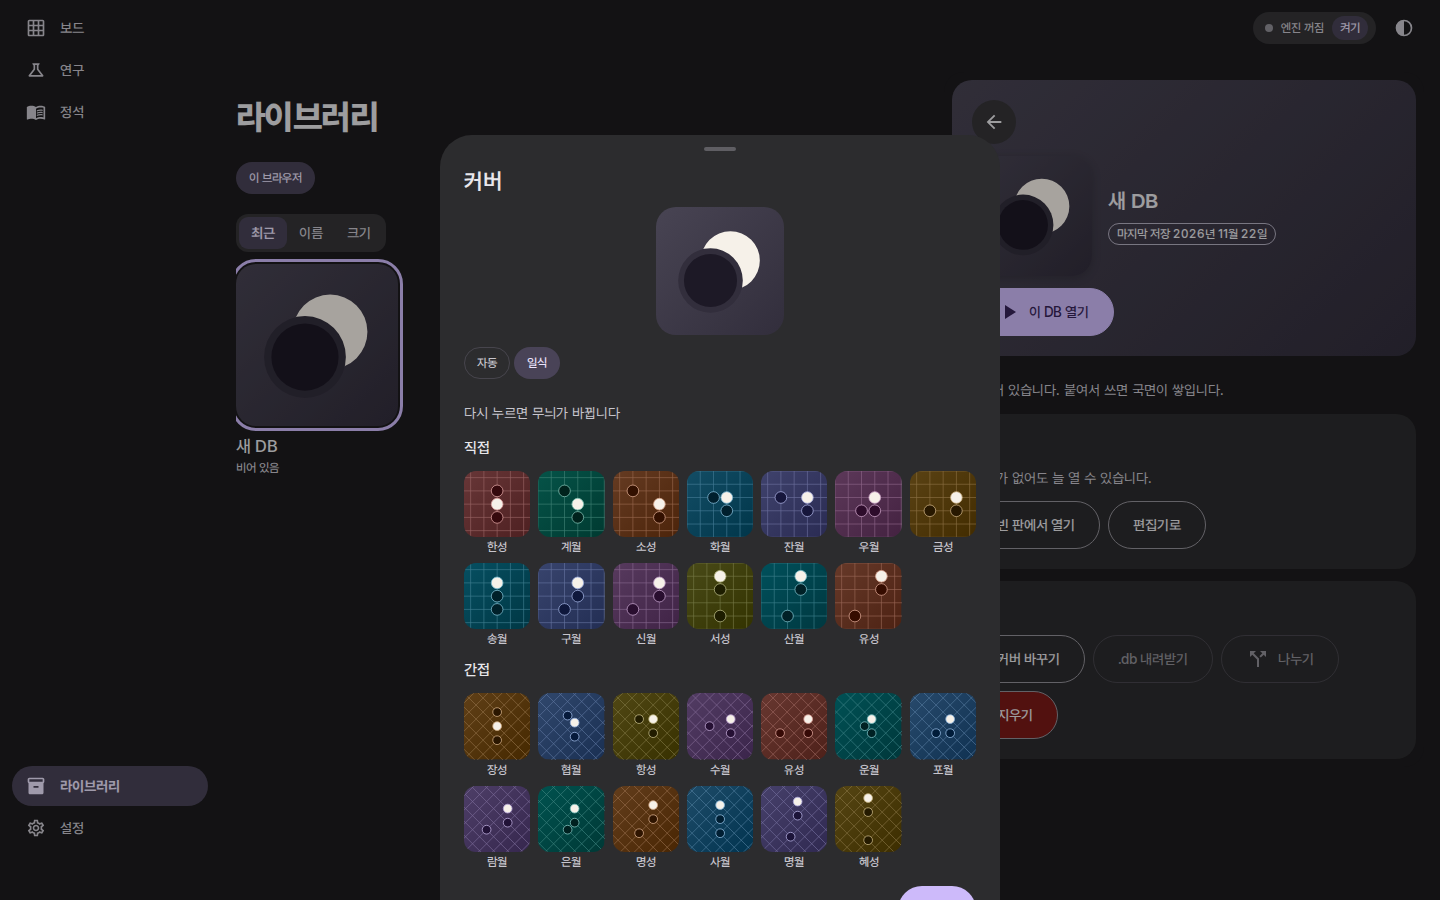 보드
연구
정석
라이브러리
설정
엔진 꺼짐
켜기
라이브러리
이 브라우저
최근 이름 크기
새 DB
비어 있음
커버
자동 일식
다시 누르면 무늬가 바뀝니다
직접
한성 계월 소성 화월 잔월 우월 금성
송월 구월 신월 서성 산월 유성
간접
장성 협월 항성 수월 유성 운월 포월
람월 은월 명성 사월 명월 혜성
새 DB
마지막 저장 2026년 11월 22일
이 DB 열기
있습니다. 붙여서 쓰면 국면이 쌓입니다.
없어도 늘 열 수 있습니다.
판에서 열기 편집기로
커버 바꾸기 .db 내려받기 나누기
지우기